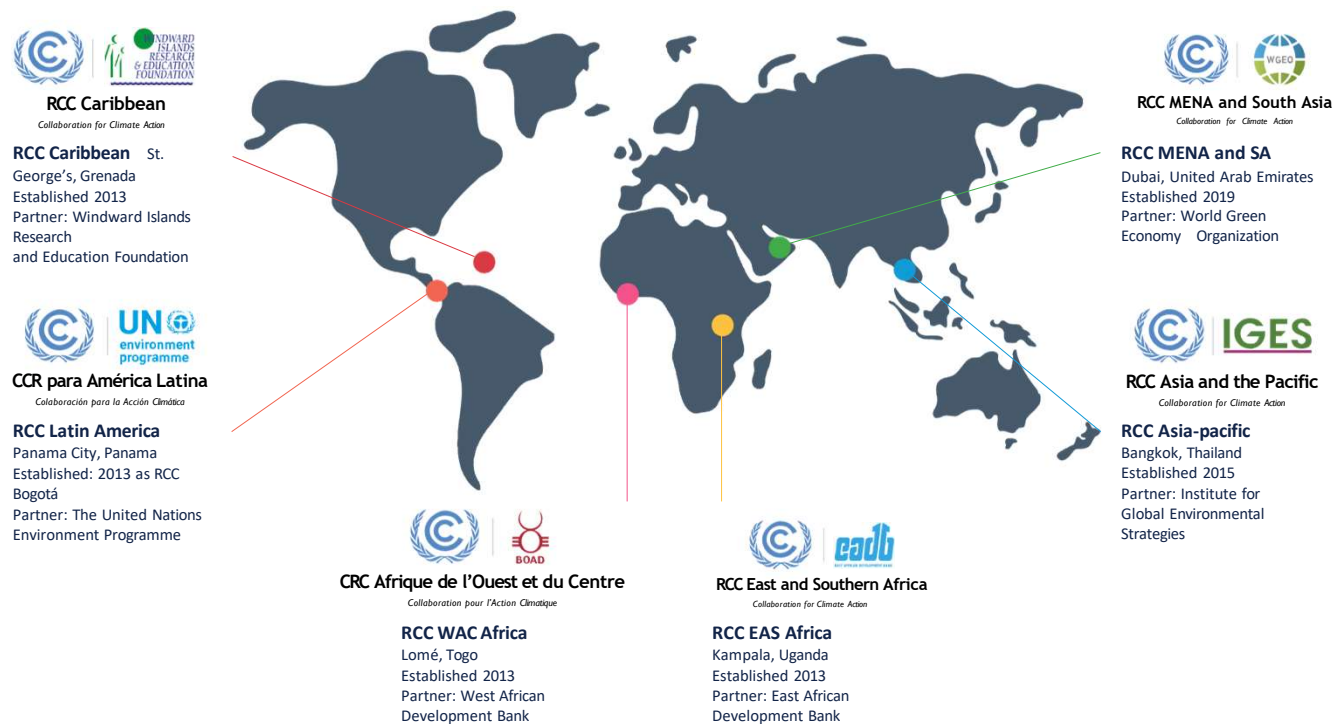 WINDWARD
ISLANDS
RESEARCH
& EDUCATION
FOUNDATION
RCC Caribbean
Collaboration for Climate Action
RCC Caribbean St.
George's, Grenada
Established 2013
Partner: Windward Islands
Research
and Education Foundation
UN
environment
programme
CCR para América Latina
Colaboración para la Acción Climática
RCC Latin America
Panama City, Panama
Established: 2013 as RCC
Bogotá
Partner: The United Nations
Environment Programme
BOAD
CRC Afrique de l'Ouest et du Centre
Collaboration pour l'Action Climatique
RCC WAC Africa
Lomé, Togo
Established 2013
Partner: West African
Development Bank
eadb
EAST AFRICAN DEVELOPMENT BANK
RCC East and Southern Africa
Collaboration for Climate Action
RCC EAS Africa
Kampala, Uganda
Established 2013
Partner: East African
Development Bank
WGEO
RCC MENA and South Asia
Collaboration for Climate Action
RCC MENA and SA
Dubai, United Arab Emirates
Established 2019
Partner: World Green
Economy Organization
IGES
RCC Asia and the Pacific
Collaboration for Climate Action
RCC Asia-pacific
Bangkok, Thailand
Established 2015
Partner: Institute for
Global Environmental
Strategies